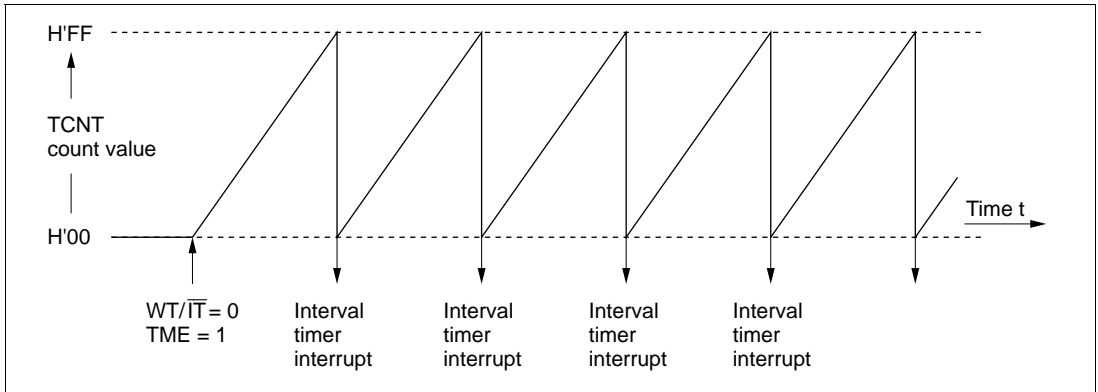 H'FF
TCNT
count value
H'00
Time t
WT/I̅T̅ = 0
TME = 1
Interval
timer
interrupt
Interval
timer
interrupt
Interval
timer
interrupt
Interval
timer
interrupt